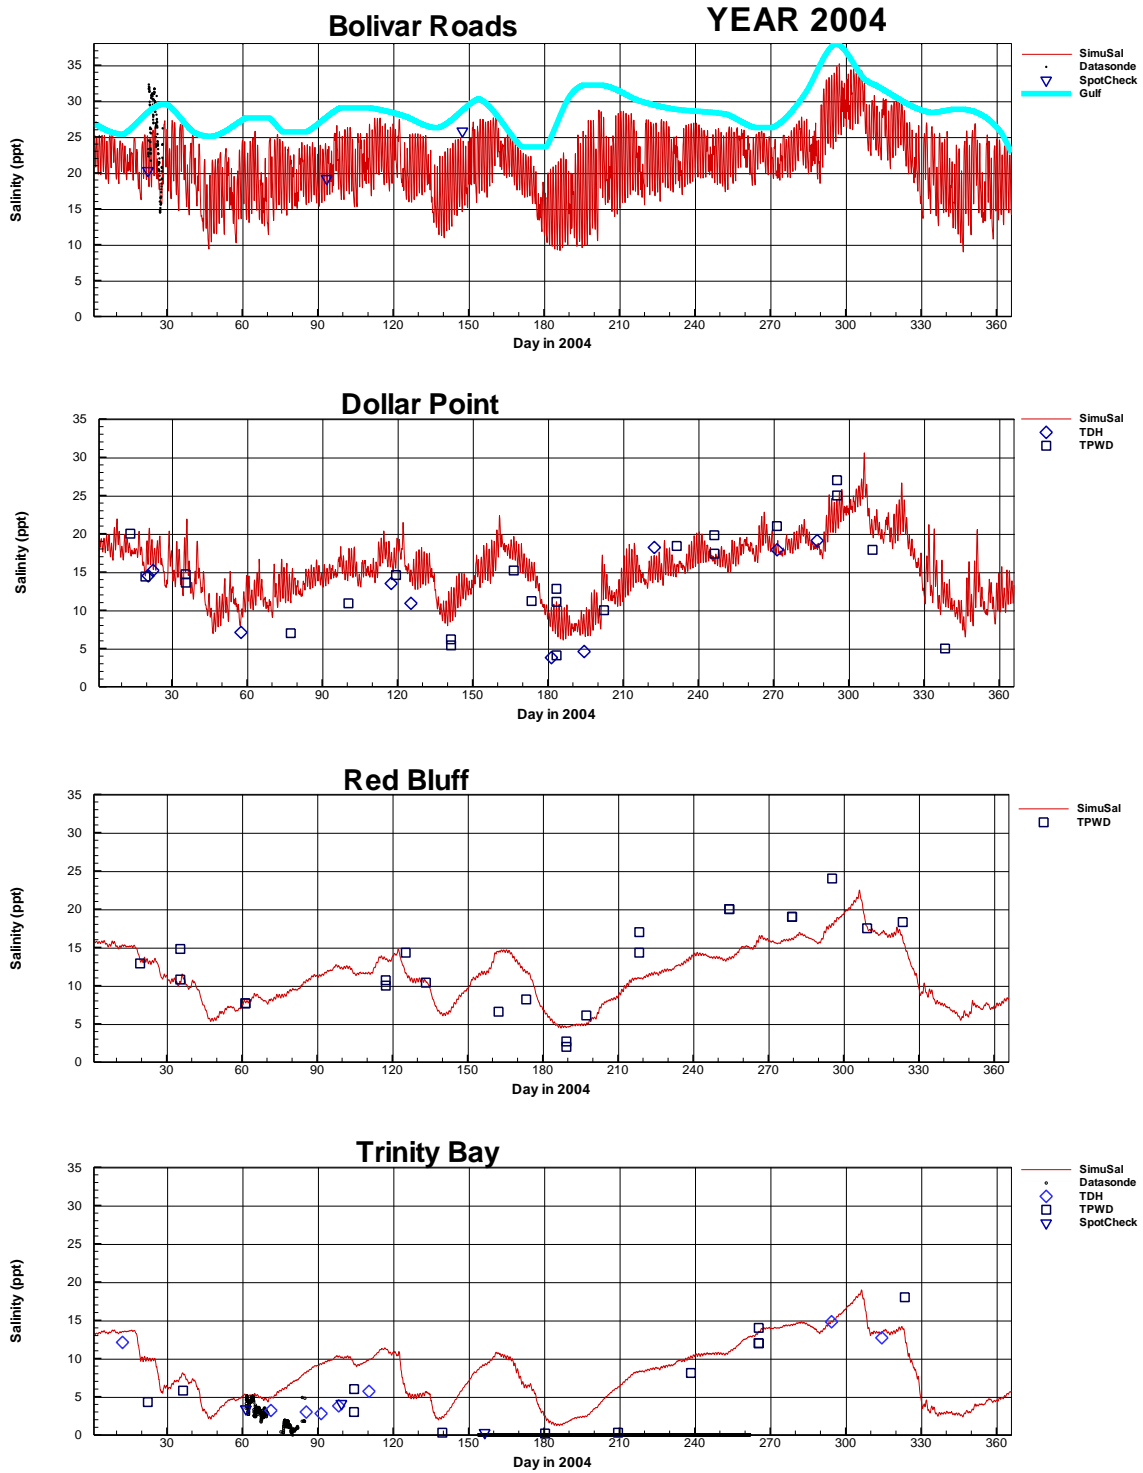 Bolivar Roads
YEAR 2004
Salinity (ppt)
35
30
25
20
15
10
5
0
30 60 90 120 150 180 210 240 270 300 330 360
Day in 2004
SimuSal
Datasonde
SpotCheck
Gulf
Dollar Point
Salinity (ppt)
35
30
25
20
15
10
5
0
30 60 90 120 150 180 210 240 270 300 330 360
Day in 2004
SimuSal
TDH
TPWD
Red Bluff
Salinity (ppt)
35
30
25
20
15
10
5
0
30 60 90 120 150 180 210 240 270 300 330 360
Day in 2004
SimuSal
TPWD
Trinity Bay
Salinity (ppt)
35
30
25
20
15
10
5
0
30 60 90 120 150 180 210 240 270 300 330 360
Day in 2004
SimuSal
Datasonde
TDH
TPWD
SpotCheck